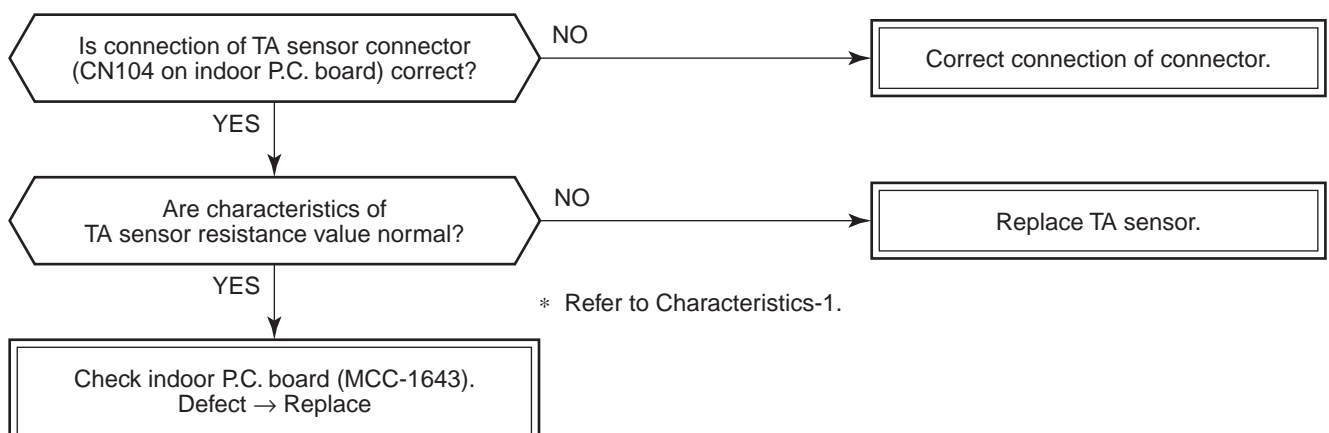 Is connection of TA sensor connector
(CN104 on indoor P.C. board) correct?
NO
Correct connection of connector.
YES
Are characteristics of
TA sensor resistance value normal?
NO
Replace TA sensor.
YES
* Refer to Characteristics-1.
Check indoor P.C. board (MCC-1643).
Defect → Replace